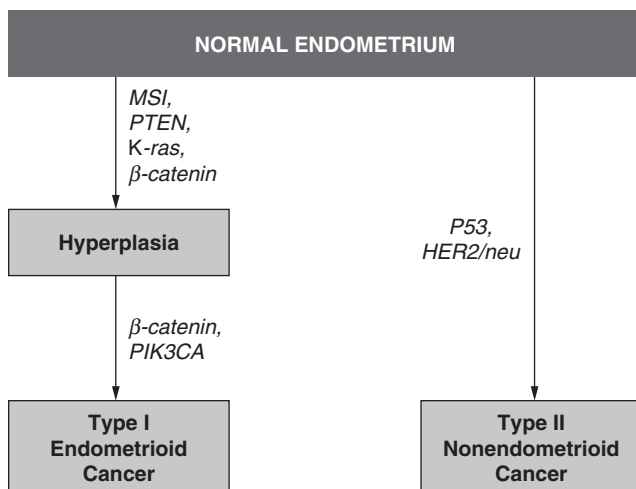 NORMAL ENDOMETRIUM
MSI,
PTEN,
K-ras,
β-catenin
Hyperplasia
P53,
HER2/neu
β-catenin,
PIK3CA
Type I
Endometrioid
Cancer
Type II
Nonendometrioid
Cancer